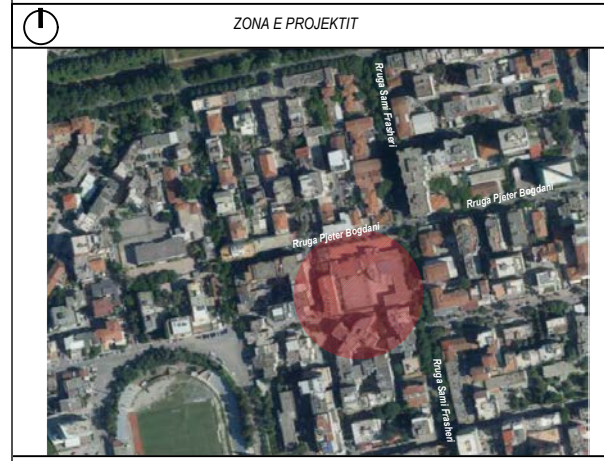 ZONA E PROJEKTIT
Rruga Sami Frasheri
Rruga Pjeter Bogdani
Rruga Pjeter Bogdani
Rruga Sami Frasheri